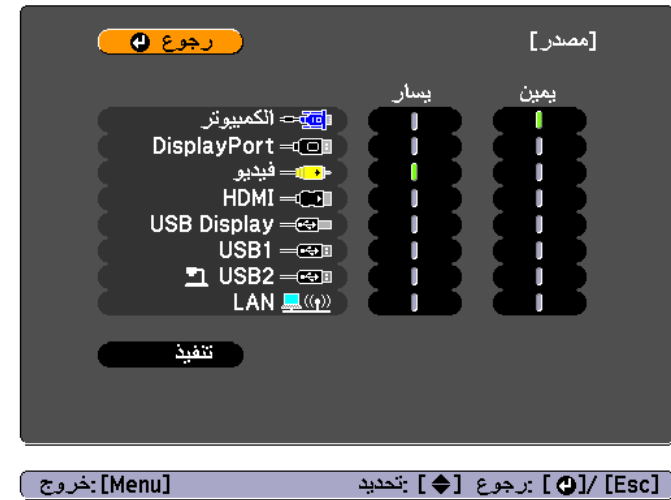 [مصدر] رجوع
يمين يسار
الكمبيوتر
DisplayPort
فيديو
HDMI
USB Display
USB1
USB2
LAN
تنفيذ
[Esc] /[ ] :رجوع [ ] :تحديد [Menu] :خروج